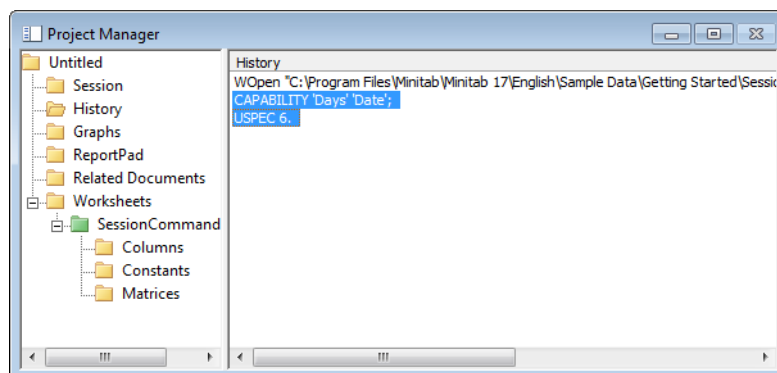 Project Manager
Untitled
Session
History
Graphs
ReportPad
Related Documents
Worksheets
SessionCommand
Columns
Constants
Matrices
History
WOpen "C:\Program Files\Minitab\Minitab 17\English\Sample Data\Getting Started\Sessio
CAPABILITY 'Days' 'Date';
USPEC 6.